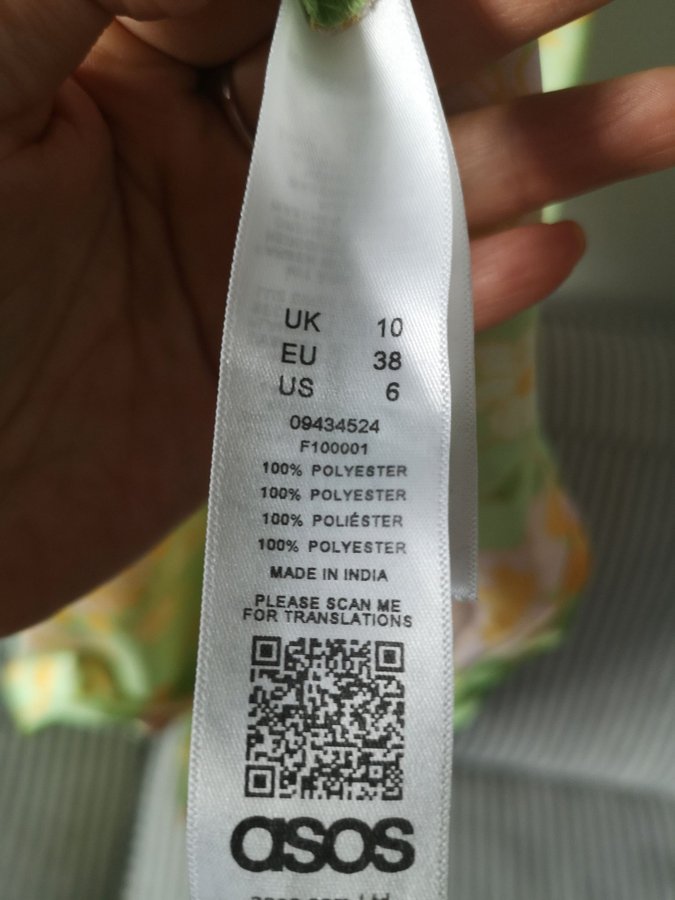 UK 10
EU 38
US 6
09434524
F100001
100% POLYESTER
100% POLYESTER
100% POLIÉSTER
100% POLYESTER
MADE IN INDIA
PLEASE SCAN ME
FOR TRANSLATIONS
asos